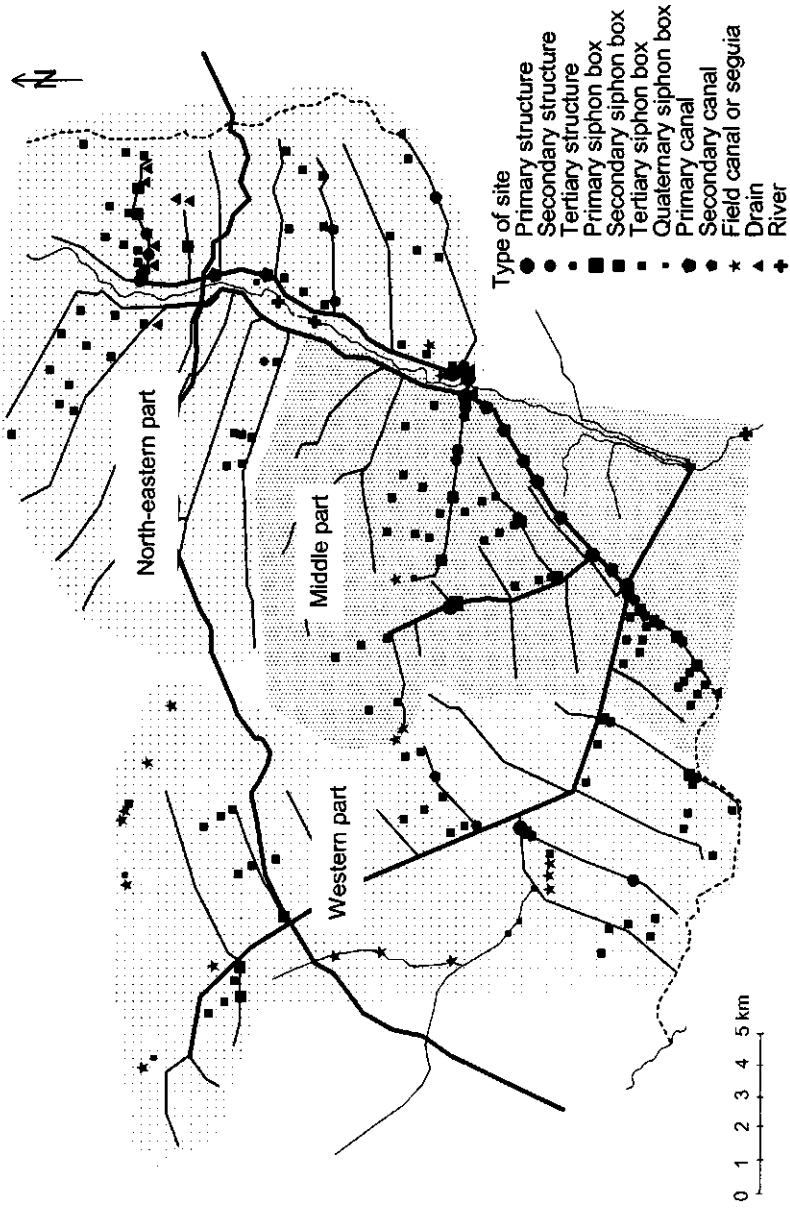 N
North-eastern part
Middle part
Western part
Type of site
Primary structure
Secondary structure
Tertiary structure
Primary siphon box
Secondary siphon box
Tertiary siphon box
Quaternary siphon box
Primary canal
Secondary canal
Field canal or seguia
Drain
River
0 1 2 3 4 5 km